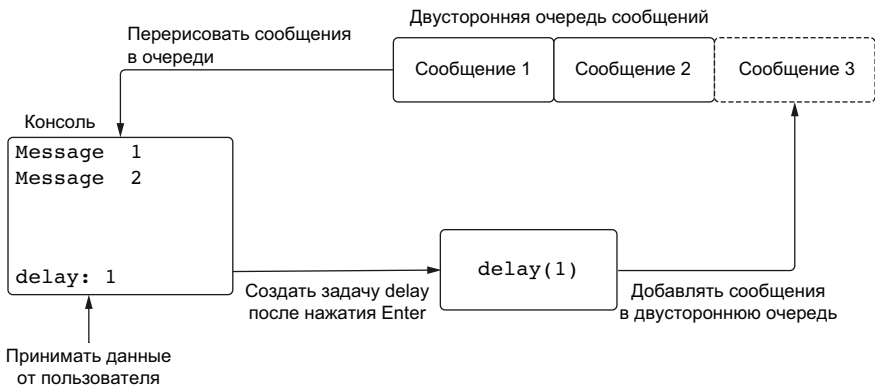 Двусторонняя очередь сообщений
Перерисовать сообщения
в очереди
Сообщение 1
Сообщение 2
Сообщение 3
Консоль
Message 1
Message 2
delay: 1
delay(1)
Создать задачу delay
после нажатия Enter
Добавлять сообщения
в двустороннюю очередь
Принимать данные
от пользователя